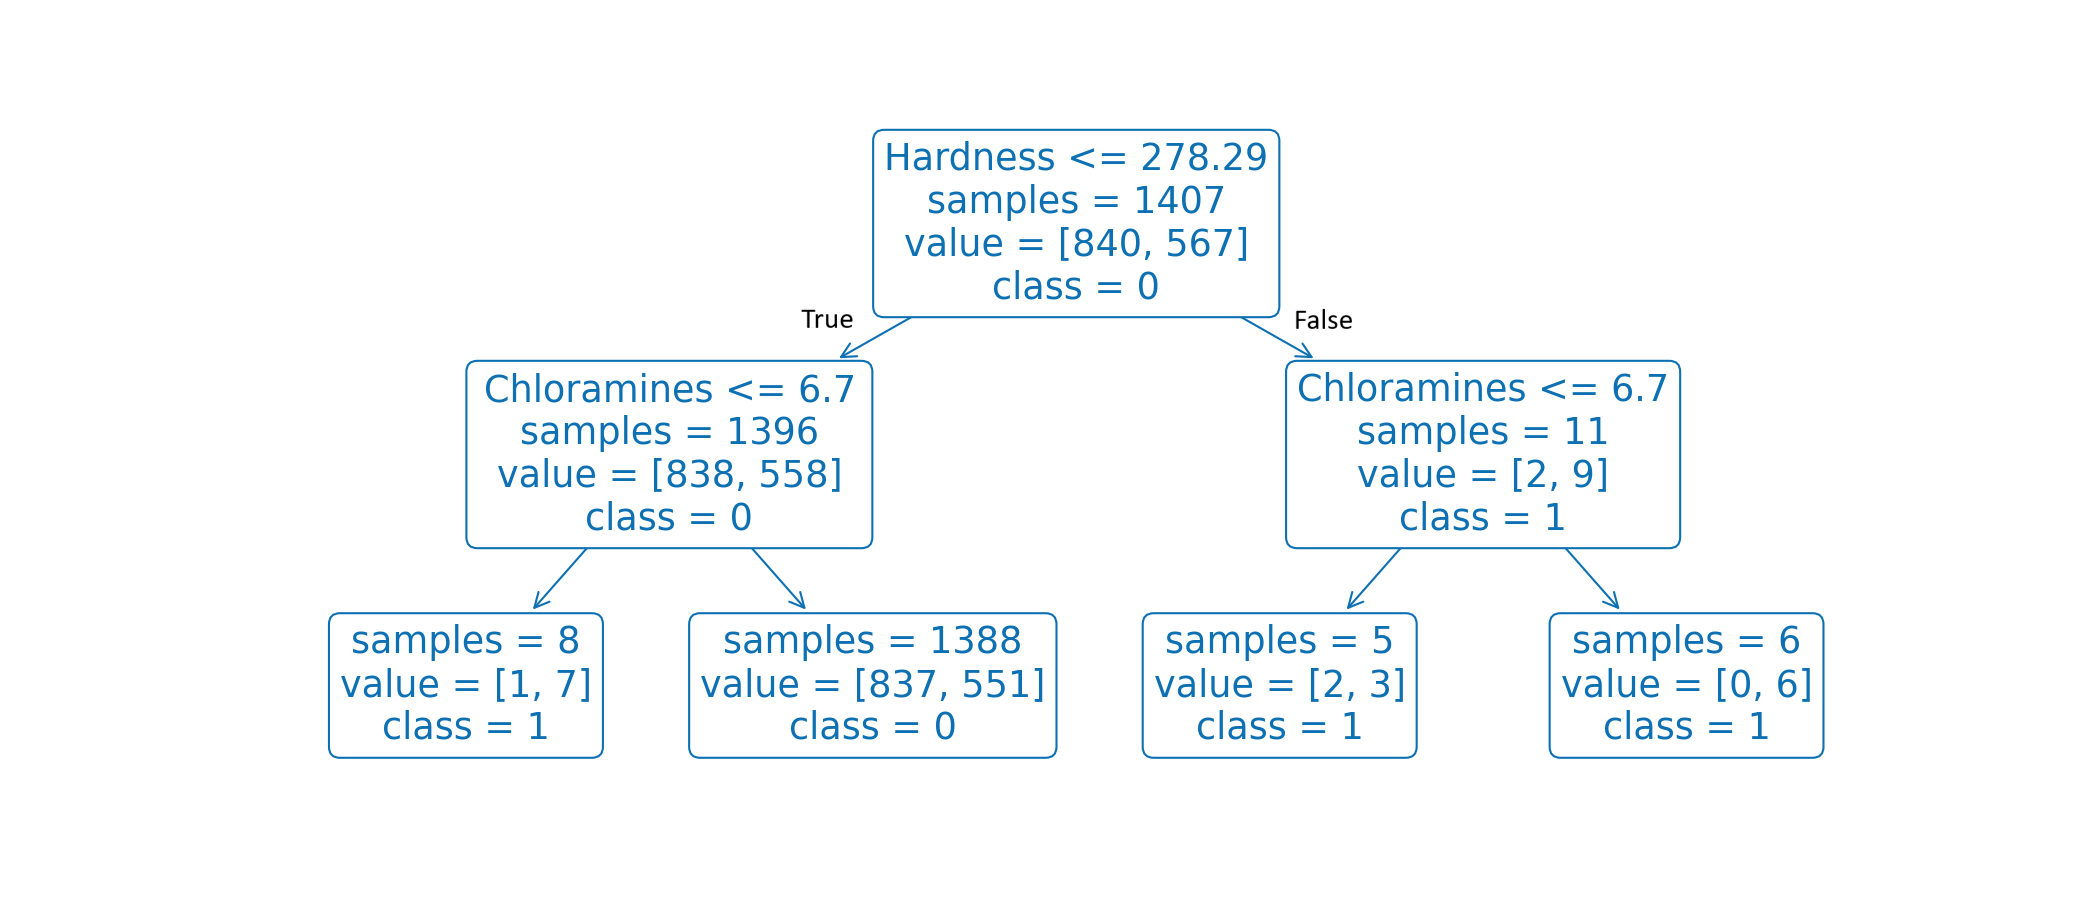 Hardness <= 278.29
samples = 1407
value = [840, 567]
class = 0
True
False
Chloramines <= 6.7
samples = 1396
value = [838, 558]
class = 0
Chloramines <= 6.7
samples = 11
value = [2, 9]
class = 1
samples = 8
value = [1, 7]
class = 1
samples = 1388
value = [837, 551]
class = 0
samples = 5
value = [2, 3]
class = 1
samples = 6
value = [0, 6]
class = 1